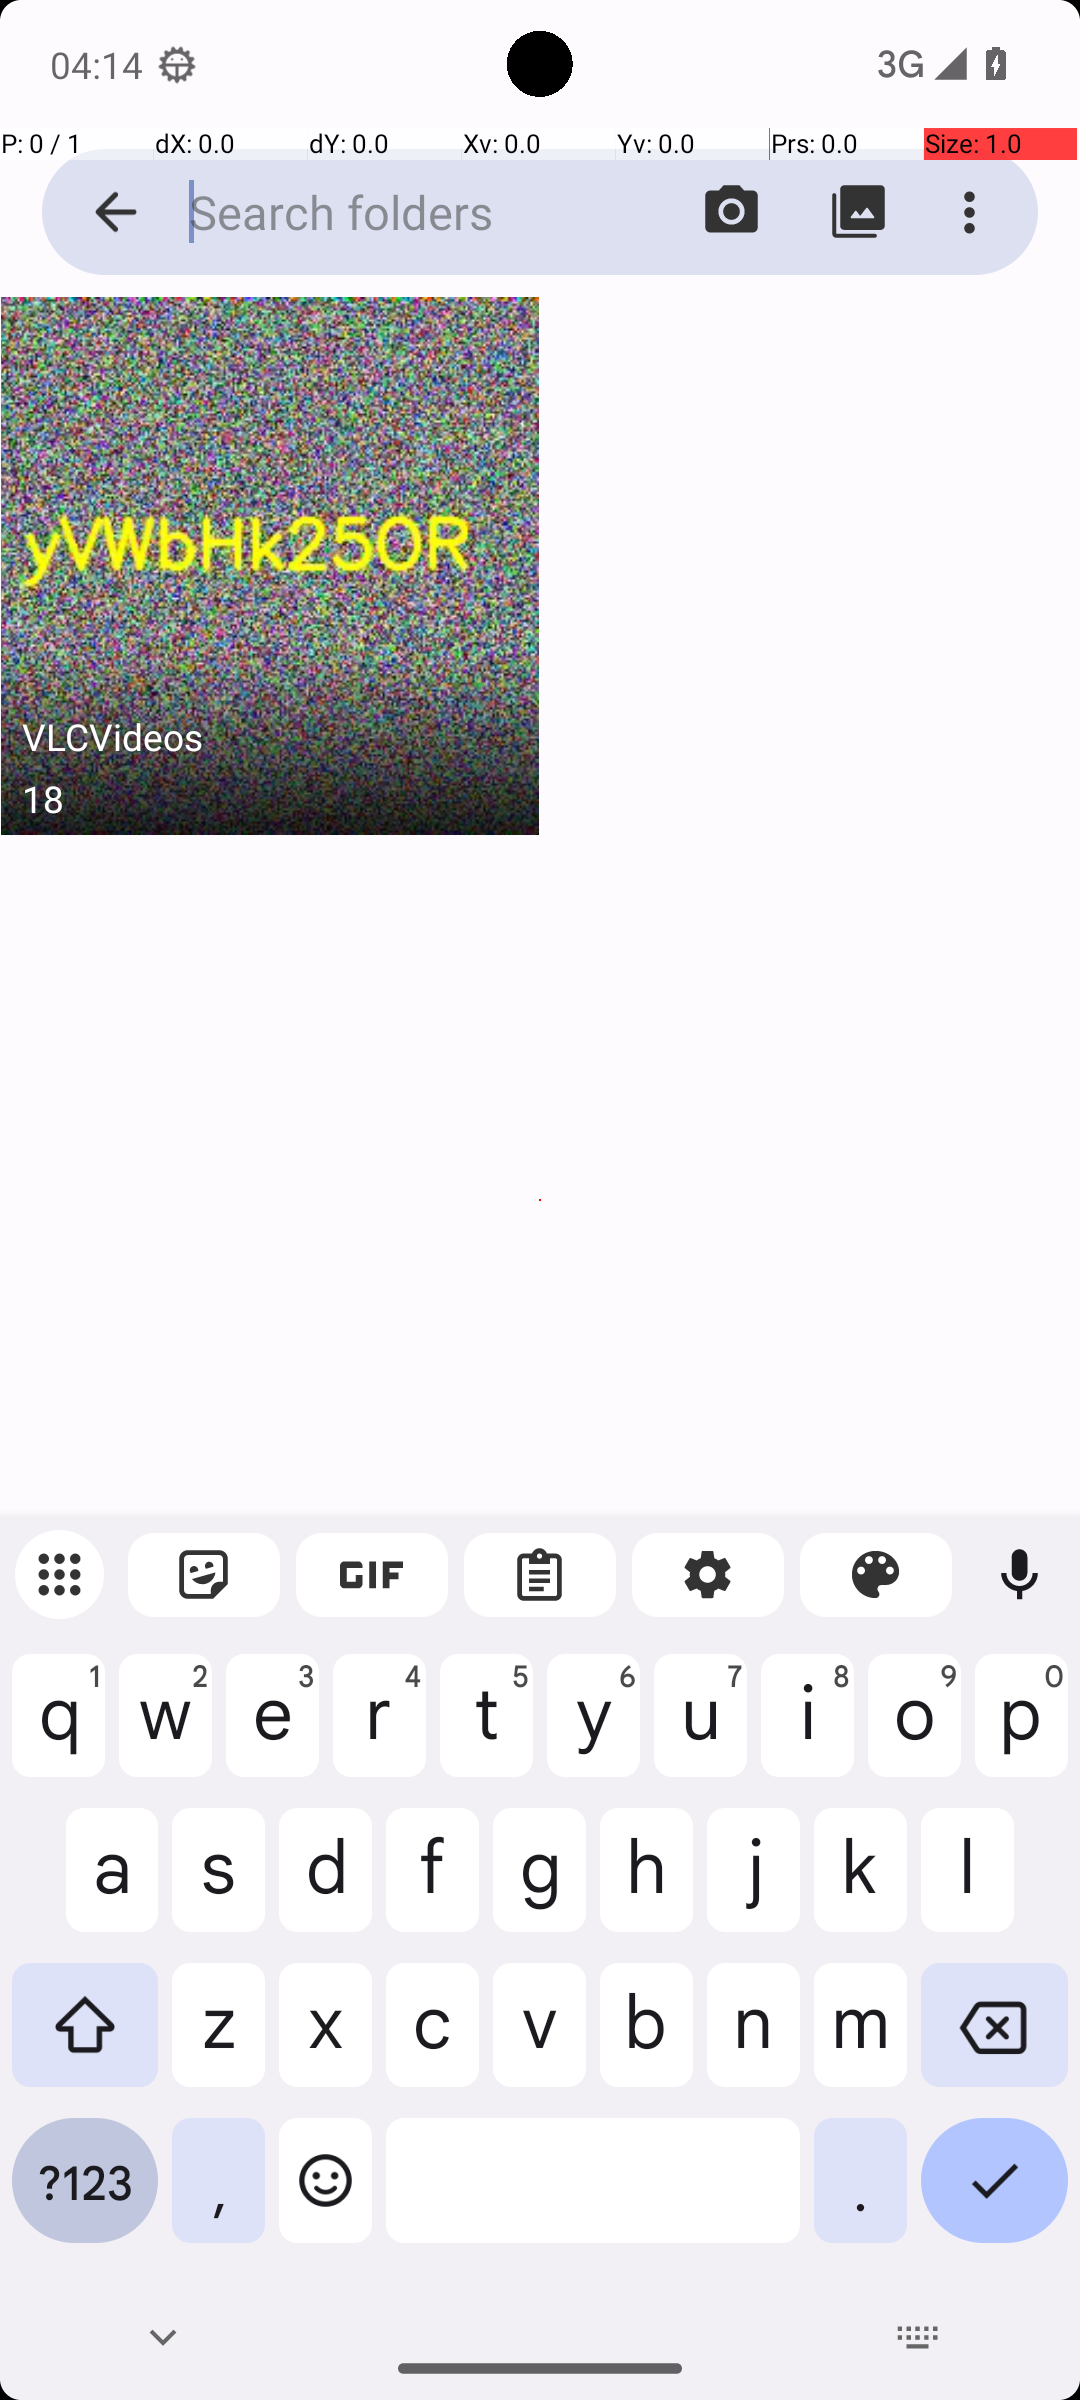 04:14
3G
P: 0 / 1 dX: 0.0 dY: 0.0 Xv: 0.0 Yv: 0.0 Prs: 0.0 Size: 1.0
Search folders
yVWbHk25OR
VLCVideos
18
GIF
q 1 w 2 e 3 r 4 t 5 y 6 u 7 i 8 o 9 p 0
a s d f g h j k l
z x c v b n m
?123 , .